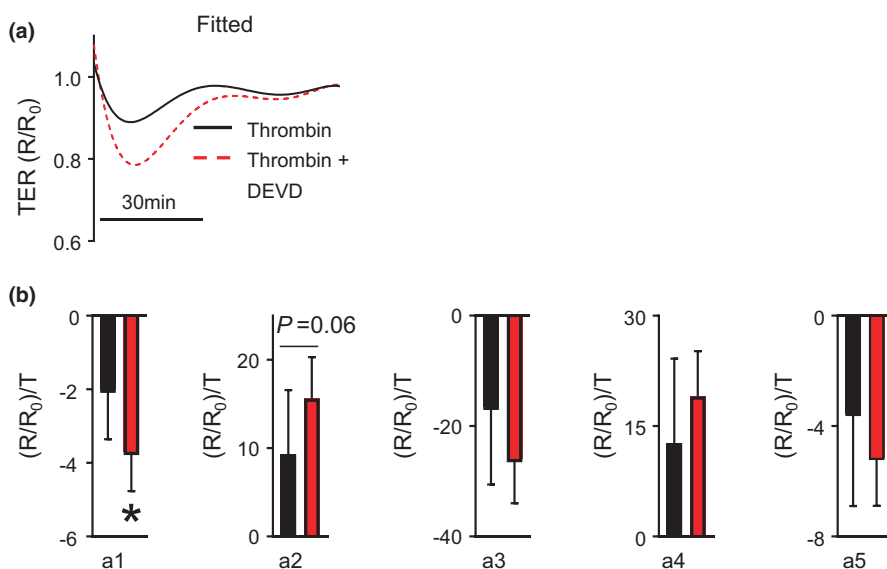 (a)
Fitted
TER (R/R₀)
1.0
0.8
0.6
Thrombin
Thrombin +
DEVD
30min
(b)
(R/R₀)/T
0
-2
-4
-6
*
a1
(R/R₀)/T
20
10
0
P=0.06
a2
(R/R₀)/T
0
-20
-40
a3
(R/R₀)/T
30
15
0
a4
(R/R₀)/T
0
-4
-8
a5